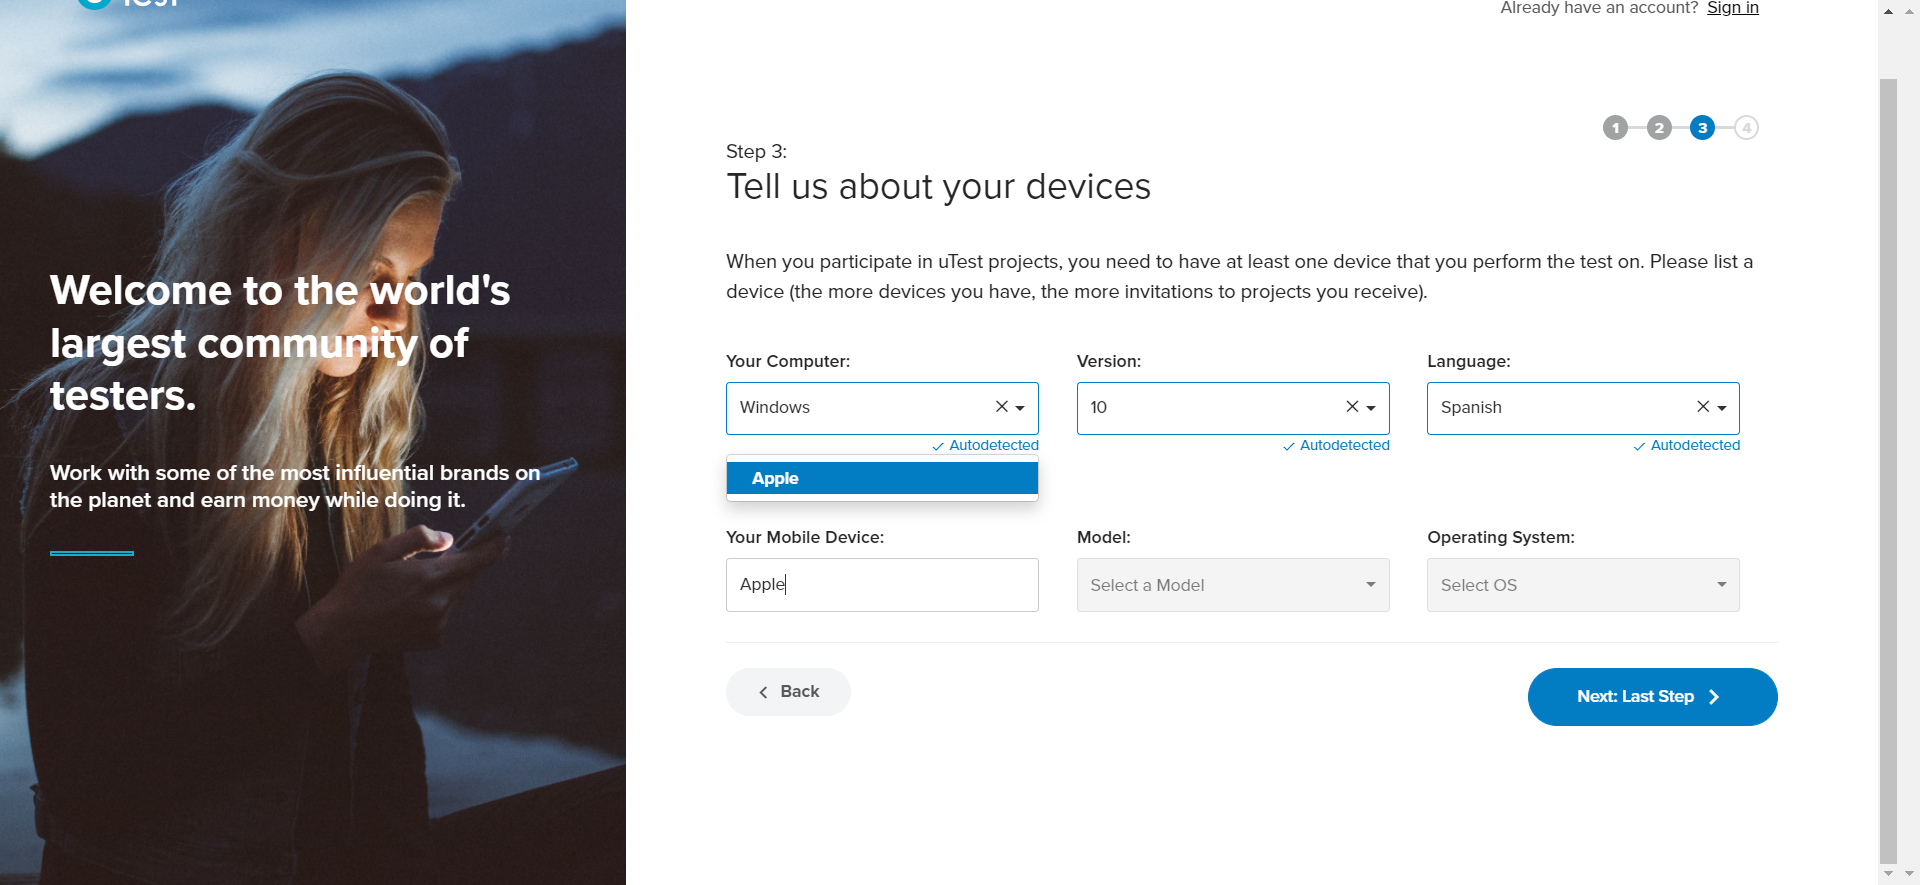 Already have an account? Sign in
Welcome to the world's
largest community of
testers.
Work with some of the most influential brands on
the planet and earn money while doing it.
1 2 3 4
Step 3:
Tell us about your devices
When you participate in uTest projects, you need to have at least one device that you perform the test on. Please list a
device (the more devices you have, the more invitations to projects you receive).
Your Computer: Version: Language:
Windows 10 Spanish
Autodetected Autodetected Autodetected
Apple
Your Mobile Device: Model: Operating System:
Apple Select a Model Select OS
Back Next: Last Step